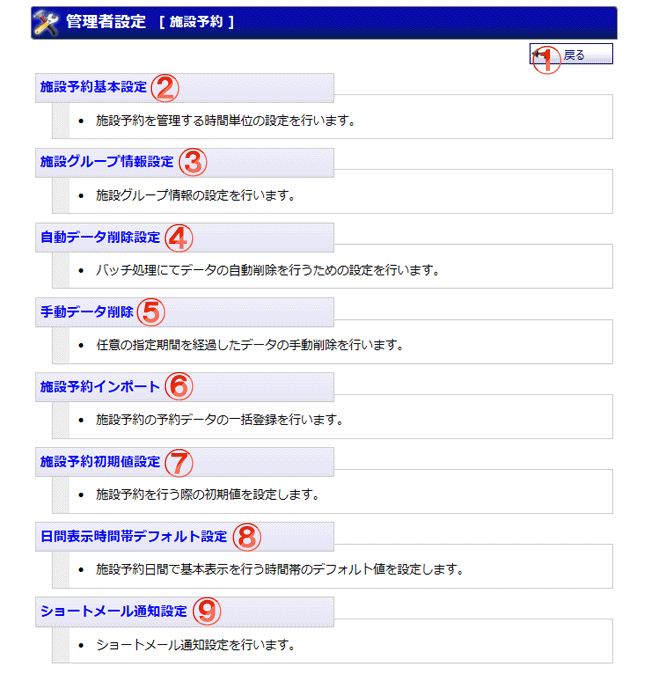 管理者設定 [ 施設予約 ]
① 戻る
施設予約基本設定 ②
• 施設予約を管理する時間単位の設定を行います。
施設グループ情報設定 ③
• 施設グループ情報の設定を行います。
自動データ削除設定 ④
• バッチ処理にてデータの自動削除を行うための設定を行います。
手動データ削除 ⑤
• 任意の指定期間を経過したデータの手動削除を行います。
施設予約インポート ⑥
• 施設予約の予約データの一括登録を行います。
施設予約初期値設定 ⑦
• 施設予約を行う際の初期値を設定します。
日間表示時間帯デフォルト設定 ⑧
• 施設予約日間で基本表示を行う時間帯のデフォルト値を設定します。
ショートメール通知設定 ⑨
• ショートメール通知設定を行います。